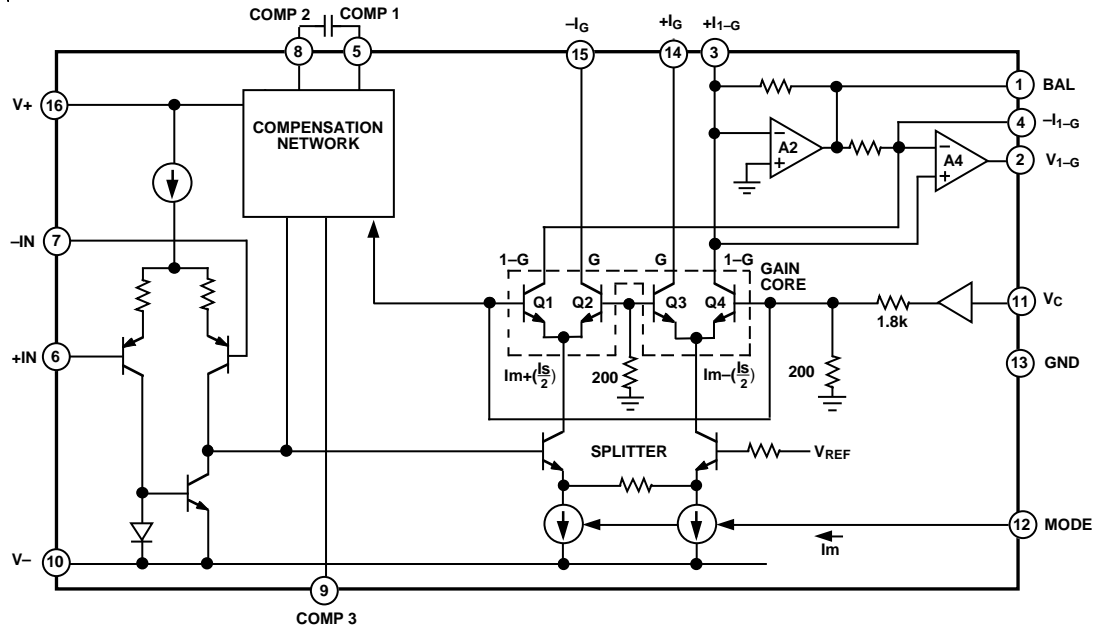 COMP 2 COMP 1
8 5
–IG +IG +I1–G
15 14 3
V+ 16
COMPENSATION
NETWORK
1 BAL
4 –I1–G
A2 – +
A4 – +
2 V1–G
–IN
7
1–G G G 1–G
GAIN
CORE
Q1 Q2 Q3 Q4
11 VC
1.8k
+IN
6
Im+(Is/2) 200 Im–(Is/2)
200
13 GND
SPLITTER
VREF
12 MODE
Im
V– 10
9
COMP 3